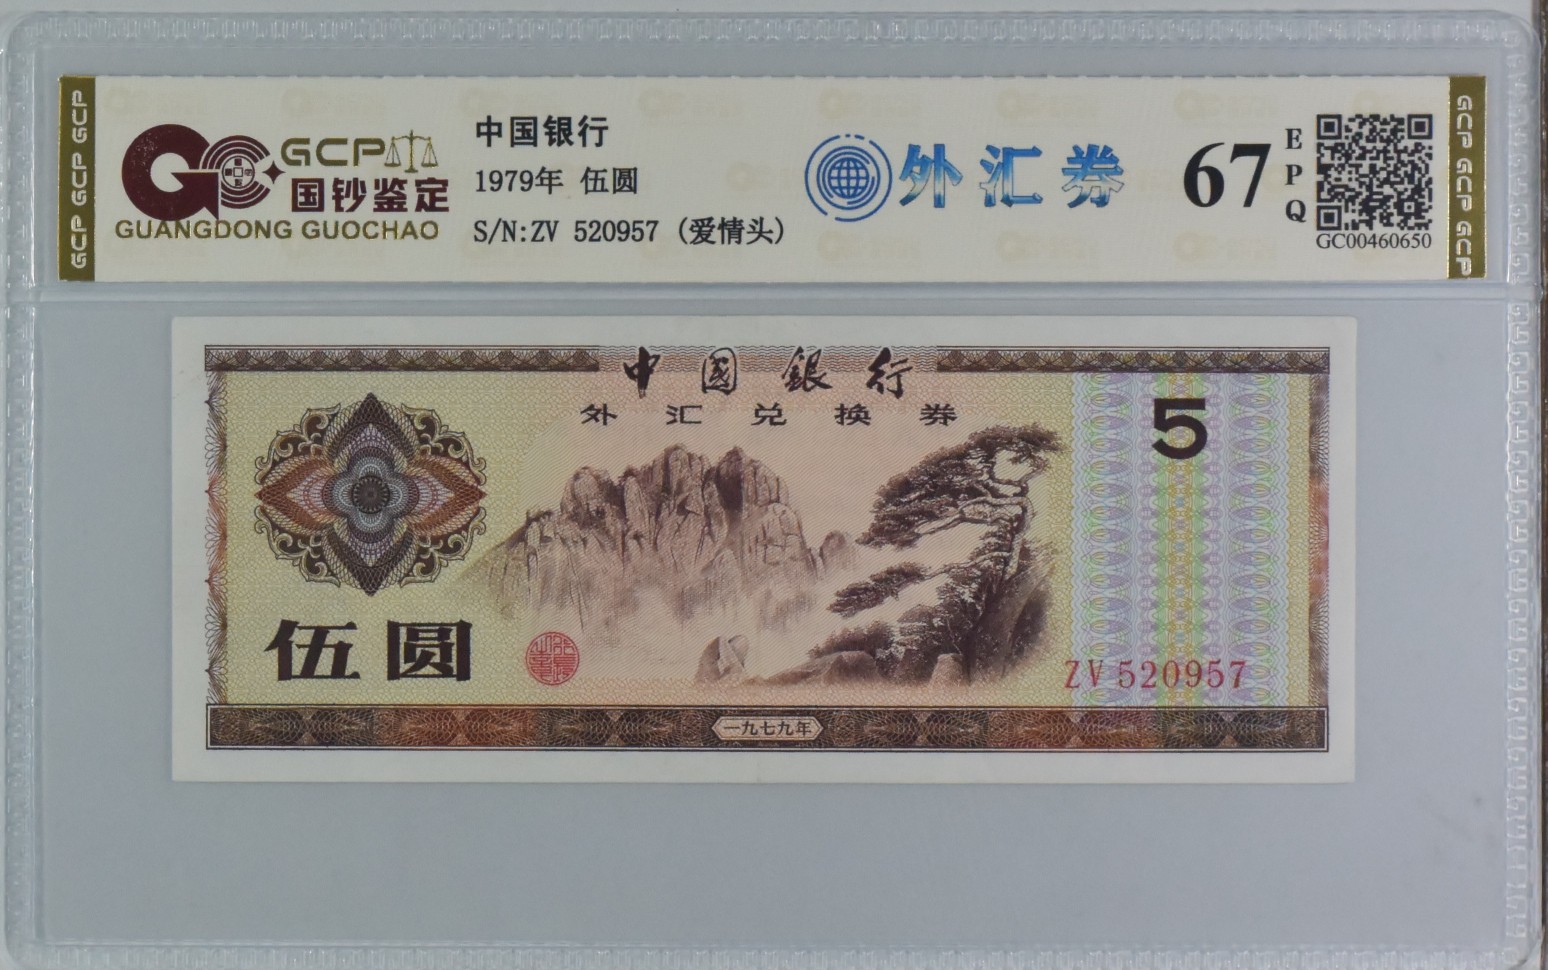 GCP GCP GCP
GCP
国钞鉴定
GUANGDONG GUOCHAO
中国银行
1979年 伍圆
S/N:ZV 520957 (爱情头)
外汇券
67
EPQ
GC00460650
GCP GCP GCP
中國銀行
外汇兑换券
5
伍圆
ZV 520957
一九七九年